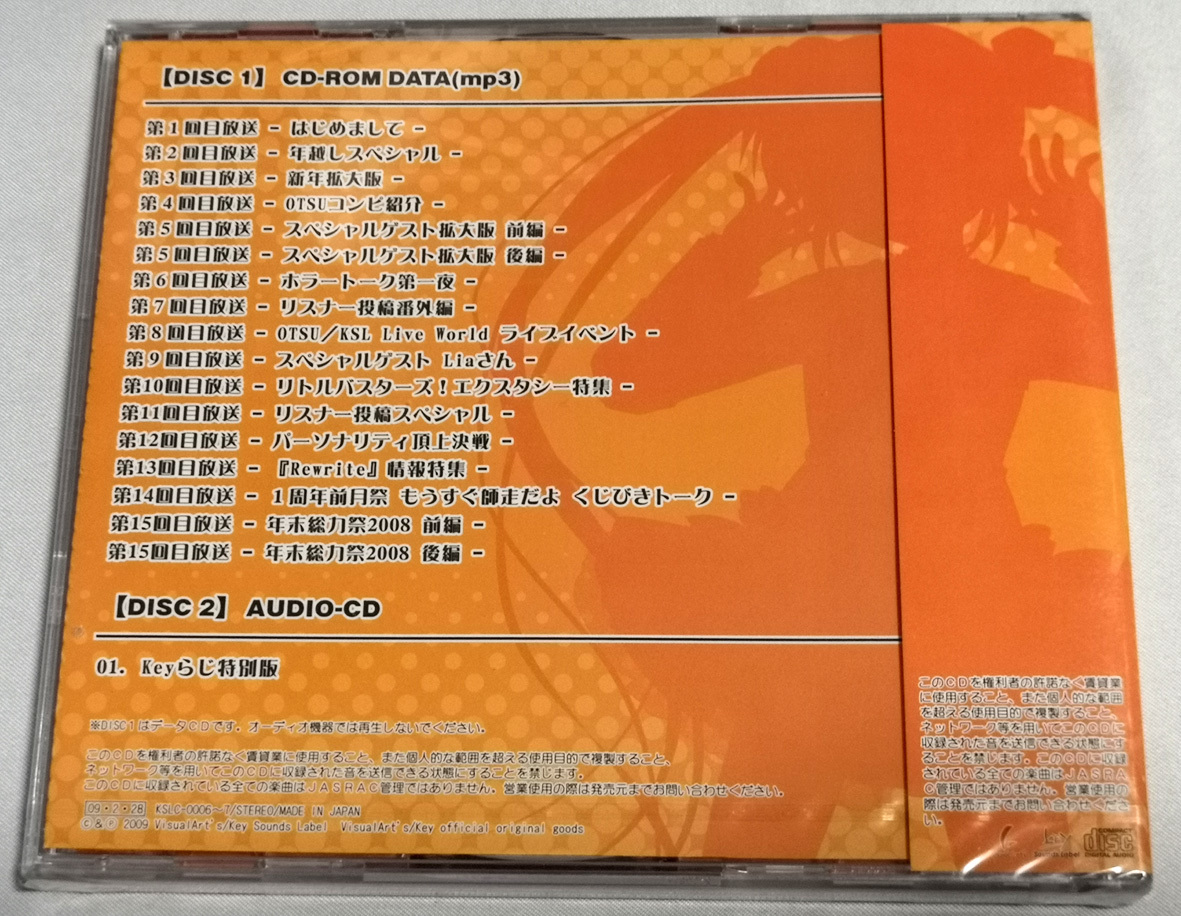 【DISC 1】 CD-ROM DATA(mp3)
第1回目放送 － はじめまして －
第2回目放送 － 年越しスペシャル －
第3回目放送 － 新年拡大版 －
第4回目放送 － OTSUコンビ紹介 －
第5回目放送 － スペシャルゲスト拡大版 前編 －
第5回目放送 － スペシャルゲスト拡大版 後編 －
第6回目放送 － ホラートーク第一夜 －
第7回目放送 － リスナー投稿番外編 －
第8回目放送 － OTSU／KSL Live World ライブイベント －
第9回目放送 － スペシャルゲスト Liaさん －
第10回目放送 － リトルバスターズ！エクスタシー特集 －
第11回目放送 － リスナー投稿スペシャル －
第12回目放送 － パーソナリティ頂上決戦 －
第13回目放送 － 『Rewrite』情報特集 －
第14回目放送 － 1周年前月祭 もうすぐ師走だよ くじびきトーク －
第15回目放送 － 年末総力祭2008 前編 －
第15回目放送 － 年末総力祭2008 後編 －
【DISC 2】 AUDIO-CD
01. Keyらじ特別版
※DISC1はデータCDです。オーディオ機器では再生しないでください。
このCDを権利者の許諾なく賃貸業に使用すること、また個人的な範囲を超える使用目的で複製すること、
ネットワーク等を用いてこのCDに収録された音を送信できる状態にすることを禁じます。
このCDに収録されている全ての楽曲はJASRAC管理ではありません。営業使用の際は発売元までお問い合わせください。
09・2・28 KSLC-0006～7/STEREO/MADE IN JAPAN
©&℗ 2009 VisualArt's/Key Sounds Label VisualArt's/Key official original goods
このCDを権利者の許諾なく賃貸業
に使用すること、また個人的な範囲
を超える使用目的で複製すること、
ネットワーク等を用いてこのCDに
収録された音を送信できる状態にす
ることを禁じます。このCDに収録
されている全ての楽曲はJASRA
C管理ではありません。営業使用の
際は発売元までお問い合わせくださ
い。
key
Sounds Label
COMPACT
disc
DIGITAL AUDIO